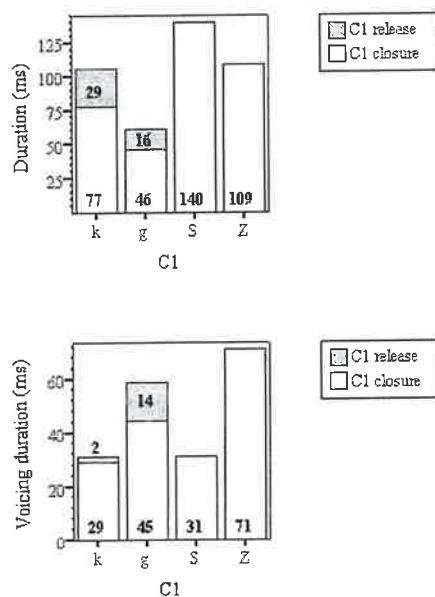 C1 release
C1 closure
Duration (ms)
125
100
75
50
25
29
16
77 46 140 109
k g S Z
C1
C1 release
C1 closure
Voicing duration (ms)
60
40
20
0
14
2
29 45 31 71
k g S Z
C1